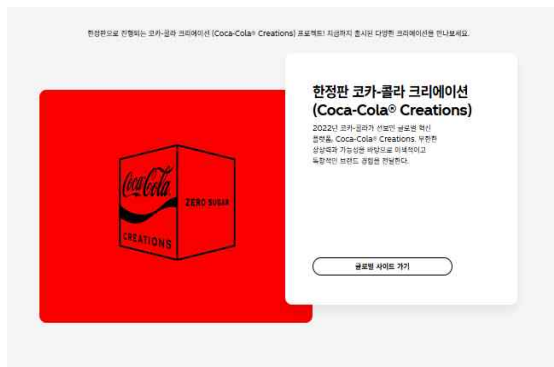 한정판으로 진행되는 코카-콜라 크리에이션 (Coca-Cola® Creations) 프로젝트! 지금까지 출시된 다양한 크리에이션을 만나보세요.
한정판 코카-콜라 크리에이션
(Coca-Cola® Creations)
2022년 코카-콜라가 선보인 글로벌 혁신
플랫폼, Coca-Cola® Creations. 무한한
상상력과 가능성을 바탕으로 이색적이고
독창적인 브랜드 경험을 전달한다.
글로벌 사이트 가기
Coca-Cola
ZERO SUGAR
CREATIONS